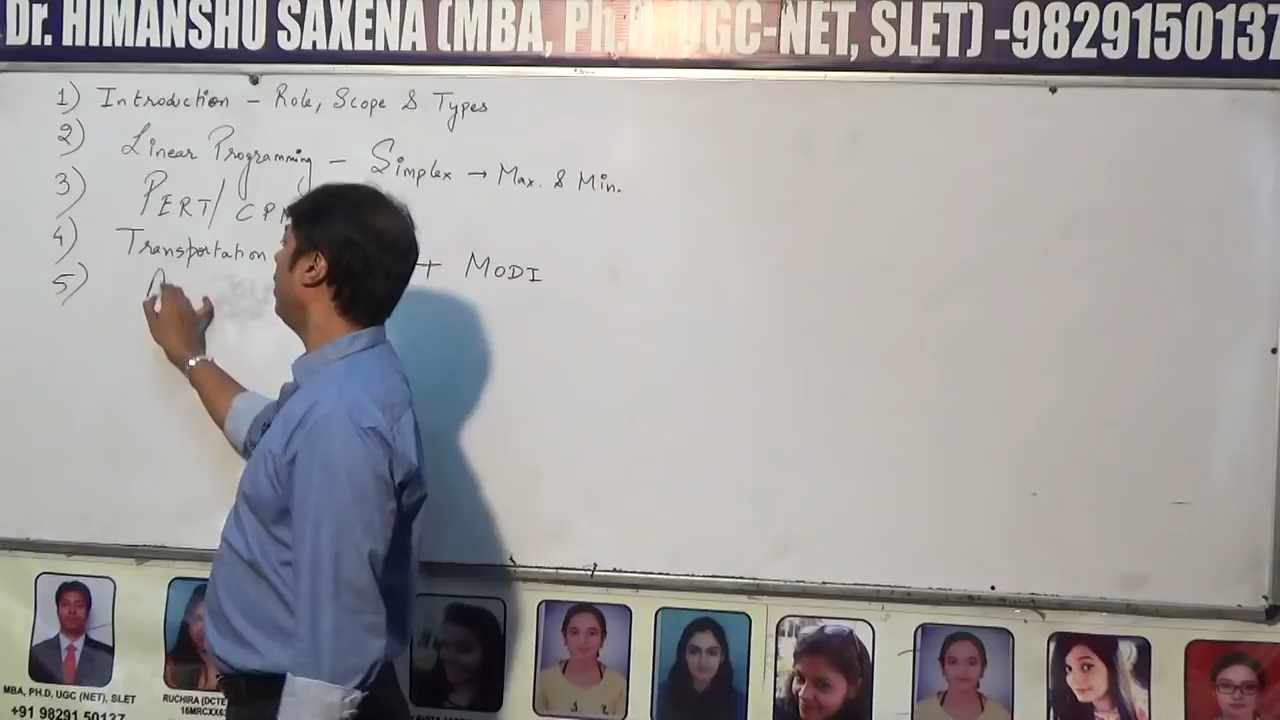 Dr. HIMANSHU SAXENA (MBA, Ph.D. UGC-NET, SLET) -9829150137
1) Introduction - Role, Scope & Types
2) Linear Programming - Simplex → Max. & Min.
3) PERT/CPM
4) Transportation + MODI
5) A
MBA, PH.D, UGC (NET), SLET
+91 98291 50137
RUCHIRA (DCTE